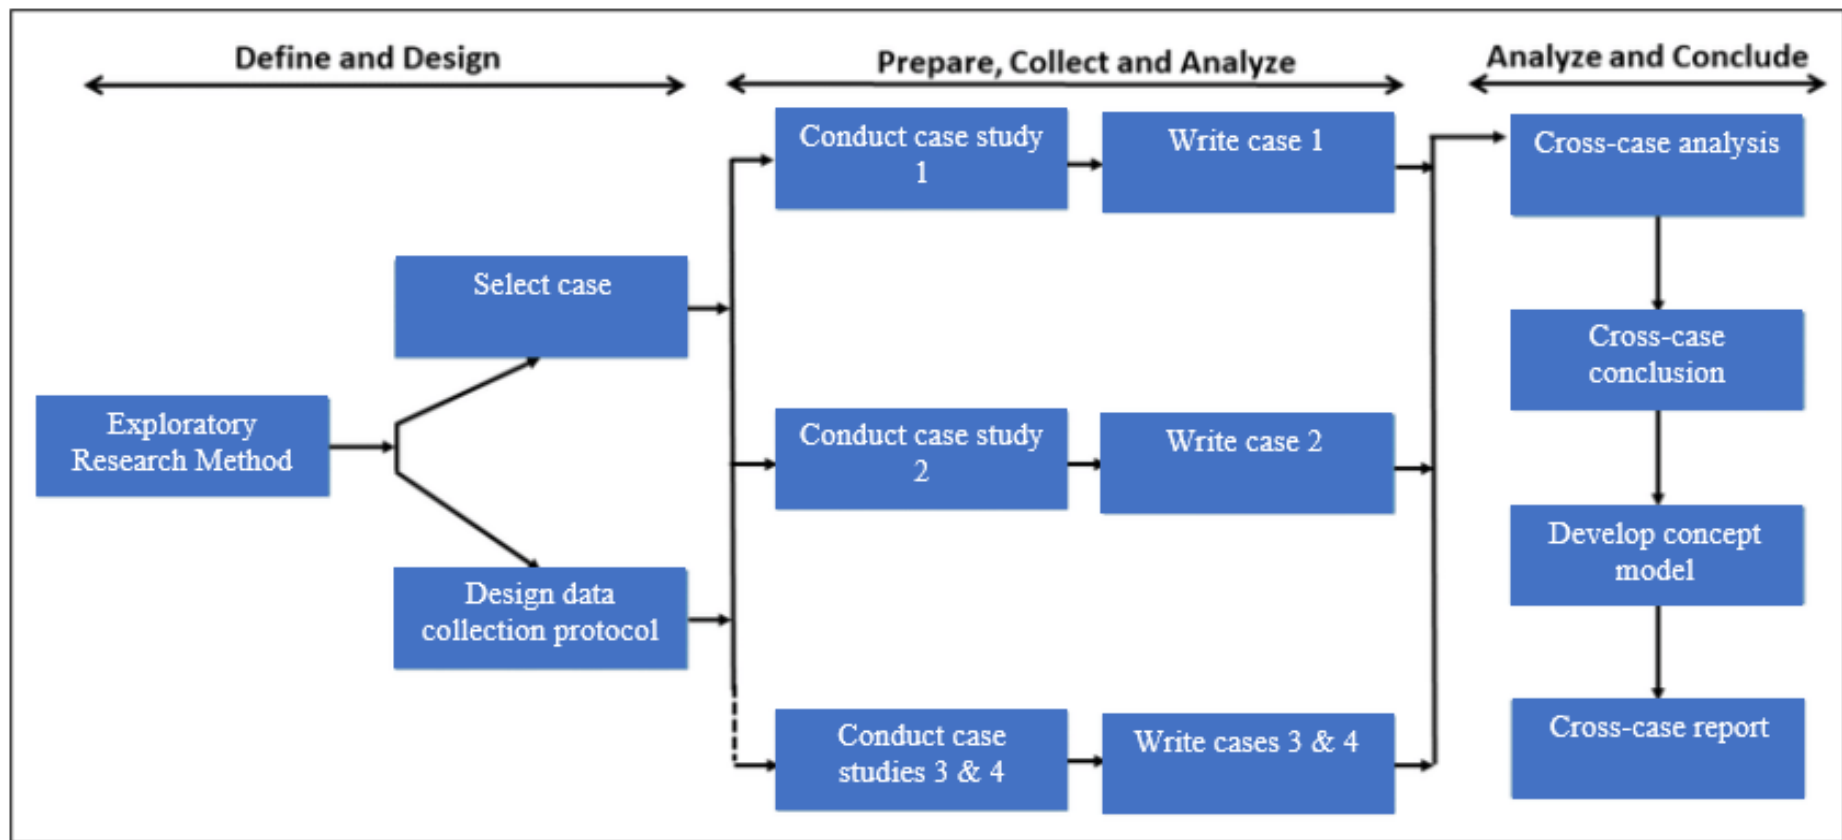 Define and Design
Prepare, Collect and Analyze
Analyze and Conclude
Exploratory
Research Method
Select case
Design data
collection protocol
Conduct case study
1
Write case 1
Conduct case study
2
Write case 2
Conduct case
studies 3 & 4
Write cases 3 & 4
Cross-case analysis
Cross-case
conclusion
Develop concept
model
Cross-case report